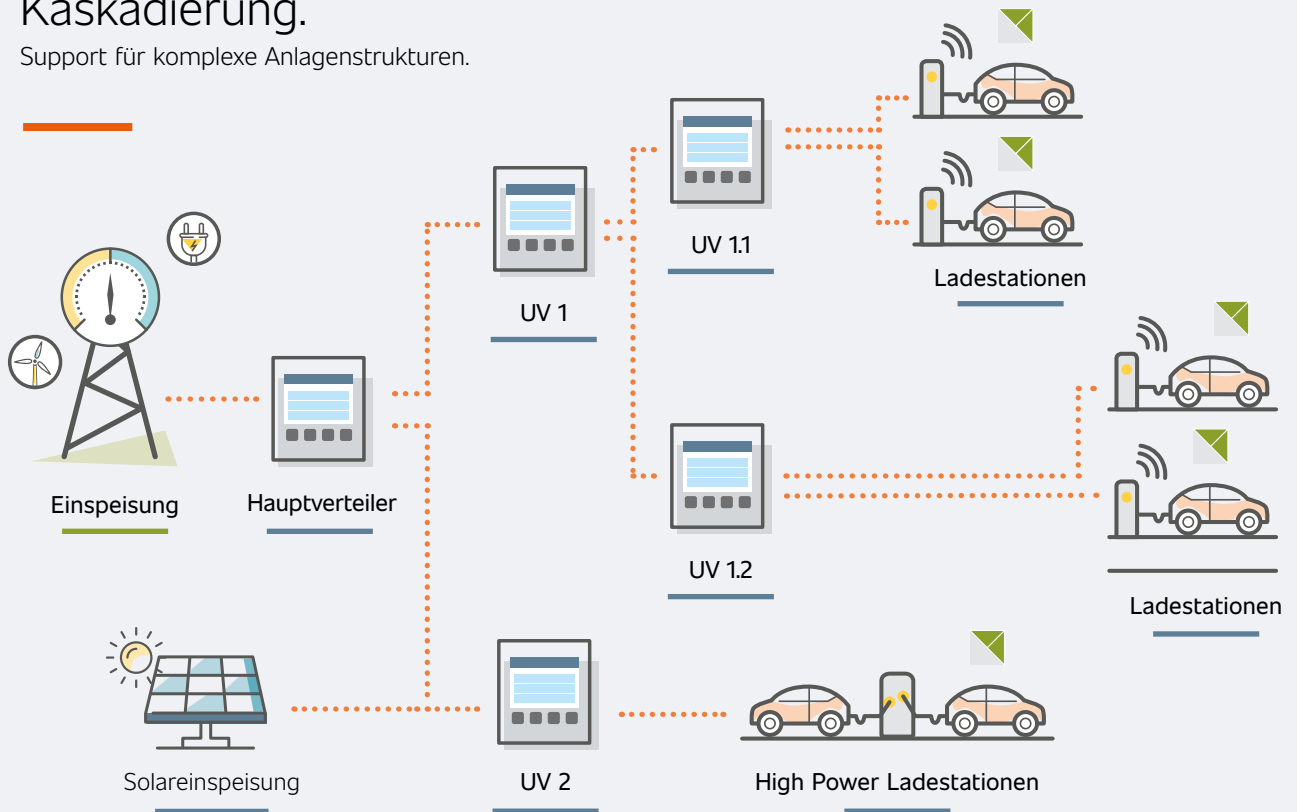 Kaskadierung.
Support für komplexe Anlagenstrukturen.
UV 1.1
Ladestationen
UV 1
Einspeisung
Hauptverteiler
UV 1.2
Ladestationen
Solareinspeisung
UV 2
High Power Ladestationen